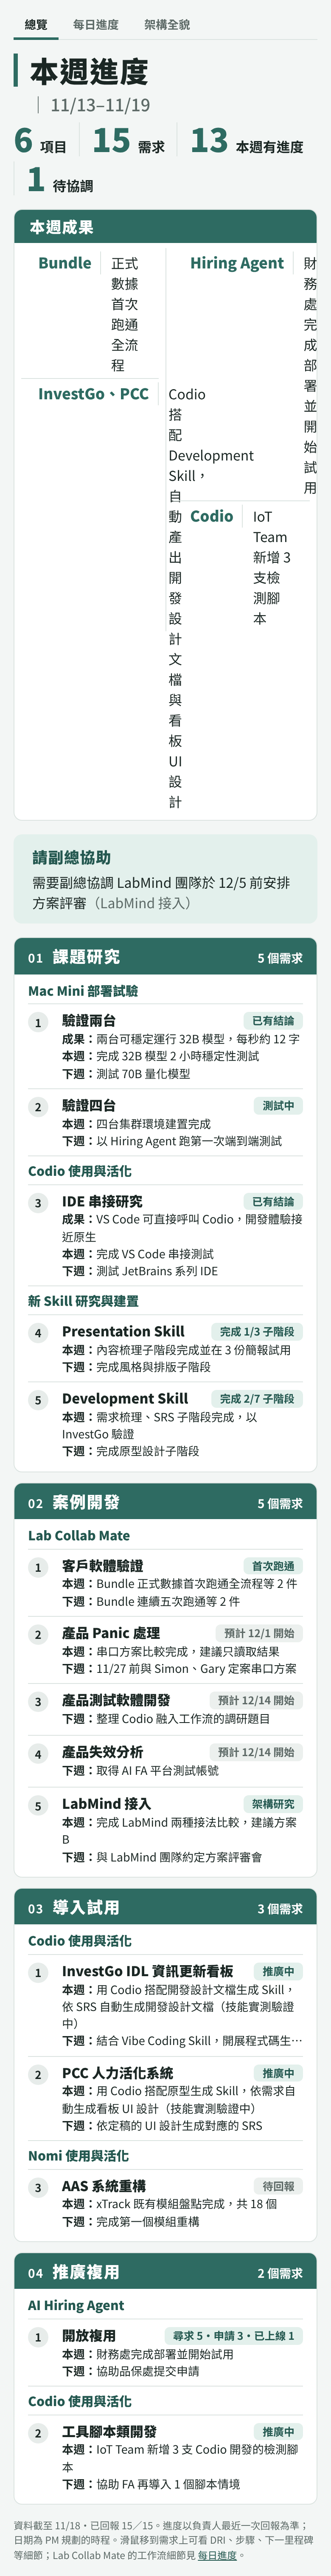 總覽
每日進度
架構全貌
本週進度
11/13–11/19
6 項目
15 需求
13 本週有進度
1 待協調
本週成果
Bundle
正式
數據
首次
跑通
全流
程
Hiring Agent
財
務
處
完
成
部
署
並
開
始
試
用
InvestGo、PCC
Codio
搭
配
Development
Skill，
自
動
產
出
開
發
設
計
文
檔
與
看
板
UI
設
計
Codio
IoT
Team
新增 3
支檢
測腳
本
請副總協助
需要副總協調 LabMind 團隊於 12/5 前安排
方案評審（LabMind 接入）
01 課題研究
5 個需求
Mac Mini 部署試驗
1 驗證兩台 已有結論
成果：兩台可穩定運行 32B 模型，每秒約 12 字
本週：完成 32B 模型 2 小時穩定性測試
下週：測試 70B 量化模型
2 驗證四台 測試中
本週：四台集群環境建置完成
下週：以 Hiring Agent 跑第一次端到端測試
Codio 使用與活化
3 IDE 串接研究 已有結論
成果：VS Code 可直接呼叫 Codio，開發體驗接
近原生
本週：完成 VS Code 串接測試
下週：測試 JetBrains 系列 IDE
新 Skill 研究與建置
4 Presentation Skill 完成 1/3 子階段
本週：內容梳理子階段完成並在 3 份簡報試用
下週：完成風格與排版子階段
5 Development Skill 完成 2/7 子階段
本週：需求梳理、SRS 子階段完成，以
InvestGo 驗證
下週：完成原型設計子階段
02 案例開發
5 個需求
Lab Collab Mate
1 客戶軟體驗證 首次跑通
本週：Bundle 正式數據首次跑通全流程等 2 件
下週：Bundle 連續五次跑通等 2 件
2 產品 Panic 處理 預計 12/1 開始
本週：串口方案比較完成，建議只讀取結果
下週：11/27 前與 Simon、Gary 定案串口方案
3 產品測試軟體開發 預計 12/14 開始
下週：整理 Codio 融入工作流的調研題目
4 產品失效分析 預計 12/14 開始
下週：取得 AI FA 平台測試帳號
5 LabMind 接入 架構研究
本週：完成 LabMind 兩種接法比較，建議方案
B
下週：與 LabMind 團隊約定方案評審會
03 導入試用
3 個需求
Codio 使用與活化
1 InvestGo IDL 資訊更新看板 推廣中
本週：用 Codio 搭配開發設計文檔生成 Skill，
依 SRS 自動生成開發設計文檔（技能實測驗證
中）
下週：結合 Vibe Coding Skill，開展程式碼生…
2 PCC 人力活化系統 推廣中
本週：用 Codio 搭配原型生成 Skill，依需求自
動生成看板 UI 設計（技能實測驗證中）
下週：依定稿的 UI 設計生成對應的 SRS
Nomi 使用與活化
3 AAS 系統重構 待回報
本週：xTrack 既有模組盤點完成，共 18 個
下週：完成第一個模組重構
04 推廣複用
2 個需求
AI Hiring Agent
1 開放複用 尋求 5・申請 3・已上線 1
本週：財務處完成部署並開始試用
下週：協助品保處提交申請
Codio 使用與活化
2 工具腳本類開發 推廣中
本週：IoT Team 新增 3 支 Codio 開發的檢測腳
本
下週：協助 FA 再導入 1 個腳本情境
資料截至 11/18・已回報 15／15。進度以負責人最近一次回報為準；
日期為 PM 規劃的時程。滑鼠移到需求上可看 DRI、步驟、下一里程碑
等細節；Lab Collab Mate 的工作流細節見 每日進度。